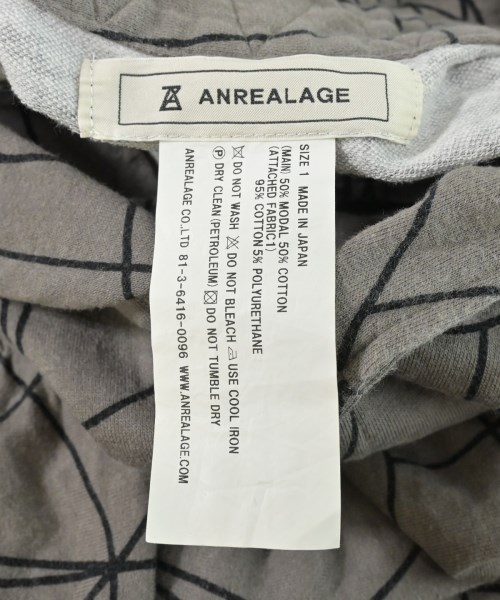 ANREALAGE
SIZE 1 MADE IN JAPAN
(MAIN) 50% MODAL 50% COTTON
(ATTACHED FABRIC1)
95% COTTON 5% POLYURETHANE
DO NOT WASH DO NOT BLEACH USE COOL IRON
Ⓟ DRY CLEAN (PETROLEUM) DO NOT TUMBLE DRY
ANREALAGE CO.,LTD 81-3-6416-0096 WWW.ANREALAGE.COM